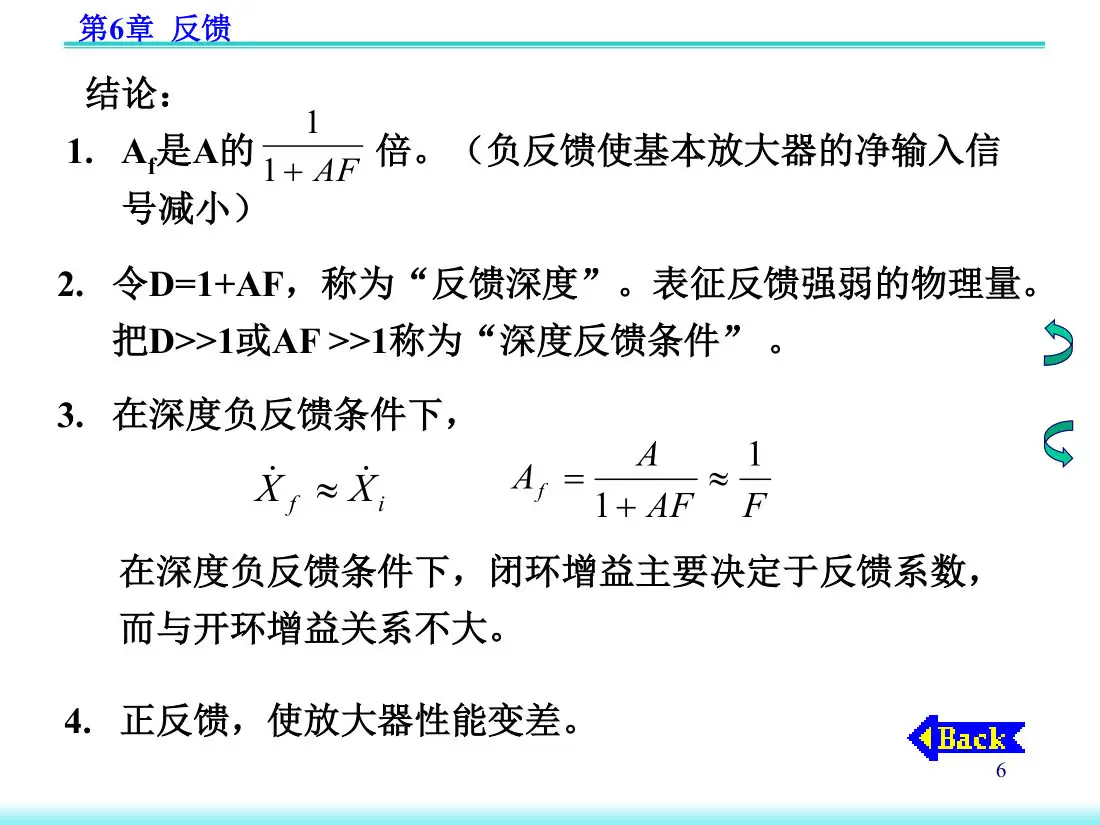 第6章 反馈
结论：
1. Af是A的 1/(1+AF) 倍。（负反馈使基本放大器的净输入信
号减小）
2. 令D=1+AF，称为“反馈深度”。表征反馈强弱的物理量。
把D>>1或AF >>1称为“深度反馈条件” 。
3. 在深度负反馈条件下，
Ẋf ≈ Ẋi    Af = A/(1+AF) ≈ 1/F
在深度负反馈条件下，闭环增益主要决定于反馈系数，
而与开环增益关系不大。
4. 正反馈，使放大器性能变差。
Back
6